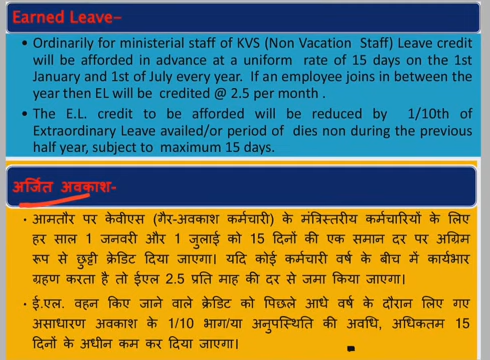 Earned Leave-
• Ordinarily for ministerial staff of KVS (Non Vacation Staff) Leave credit
will be afforded in advance at a uniform rate of 15 days on the 1st
January and 1st of July every year. If an employee joins in between the
year then EL will be credited @ 2.5 per month .
• The E.L. credit to be afforded will be reduced by 1/10th of
Extraordinary Leave availed/or period of dies non during the previous
half year, subject to maximum 15 days.
अर्जित अवकाश-
• आमतौर पर केवीएस (गैर-अवकाश कर्मचारी) के मंत्रिस्तरीय कर्मचारियों के लिए
हर साल 1 जनवरी और 1 जुलाई को 15 दिनों की एक समान दर पर अग्रिम
रूप से छुट्टी क्रेडिट दिया जाएगा। यदि कोई कर्मचारी वर्ष के बीच में कार्यभार
ग्रहण करता है तो ईएल 2.5 प्रति माह की दर से जमा किया जाएगा।
• ई.एल. वहन किए जाने वाले क्रेडिट को पिछले आधे वर्ष के दौरान लिए गए
असाधारण अवकाश के 1/10 भाग/या अनुपस्थिति की अवधि, अधिकतम 15
दिनों के अधीन कम कर दिया जाएगा।